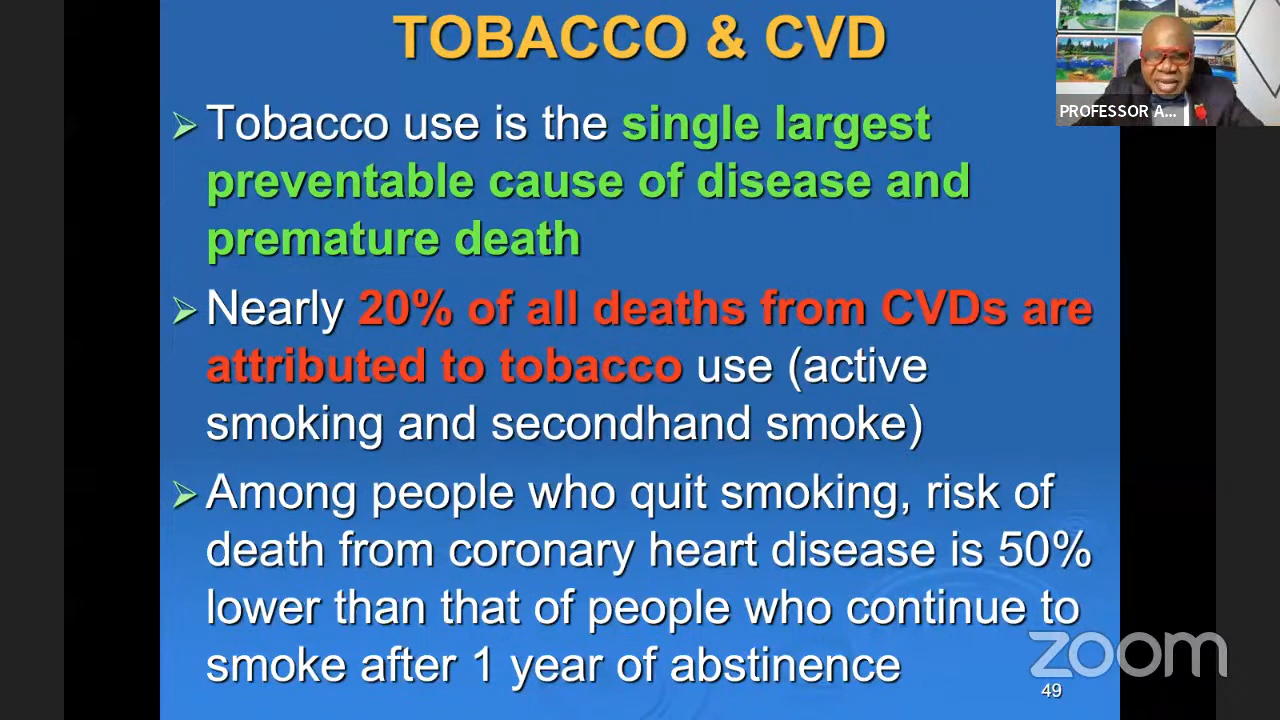 TOBACCO & CVD
PROFESSOR A...
Tobacco use is the single largest
preventable cause of disease and
premature death
Nearly 20% of all deaths from CVDs are
attributed to tobacco use (active
smoking and secondhand smoke)
Among people who quit smoking, risk of
death from coronary heart disease is 50%
lower than that of people who continue to
smoke after 1 year of abstinence
zoom
49